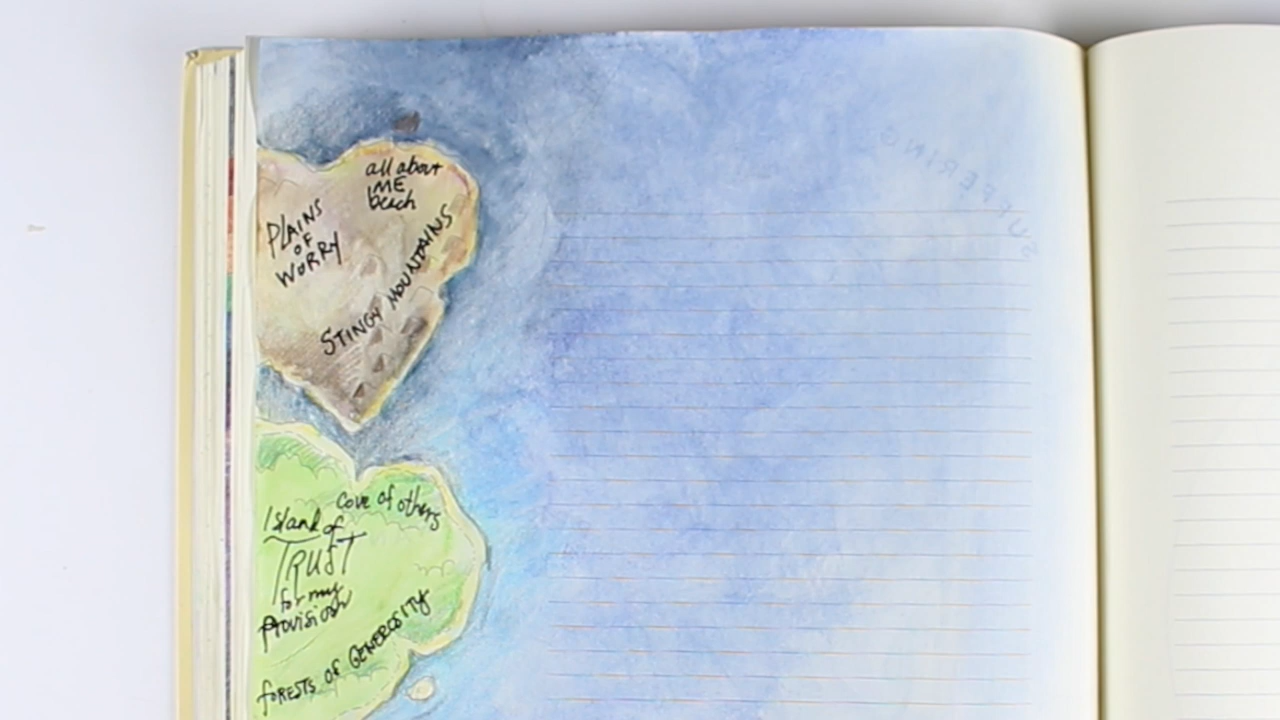 all about
ME
beach
PLAINS
OF
WORRY
STINGY MOUNTAINS
cove of others
Island of
TRUST
for my
Provision
FORESTS OF GENEROSITY
SUFFERING